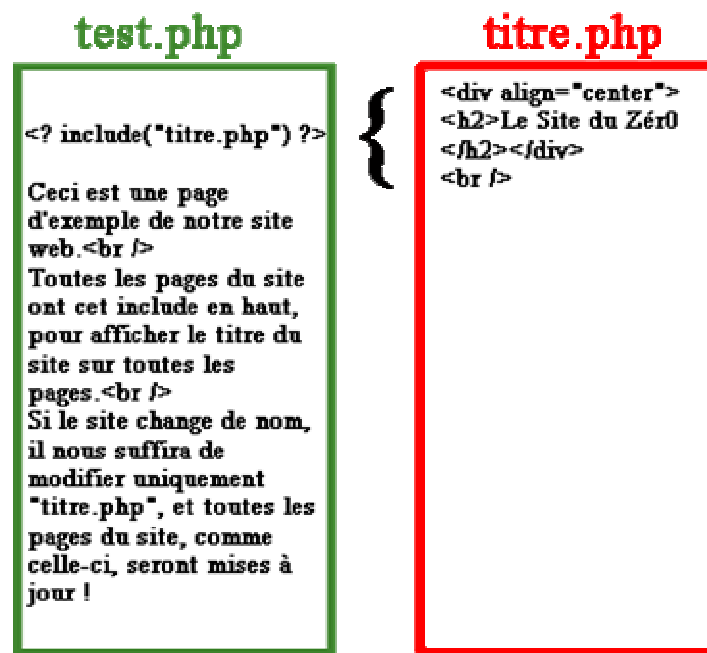 test.php
<? include("titre.php") ?>
Ceci est une page
d'exemple de notre site
web.<br />
Toutes les pages du site
ont cet include en haut,
pour afficher le titre du
site sur toutes les
pages.<br />
Si le site change de nom,
il nous suffira de
modifier uniquement
"titre.php", et toutes les
pages du site, comme
celle-ci, seront mises à
jour !
{
titre.php
<div align="center">
<h2>Le Site du Zér0
</h2></div>
<br />